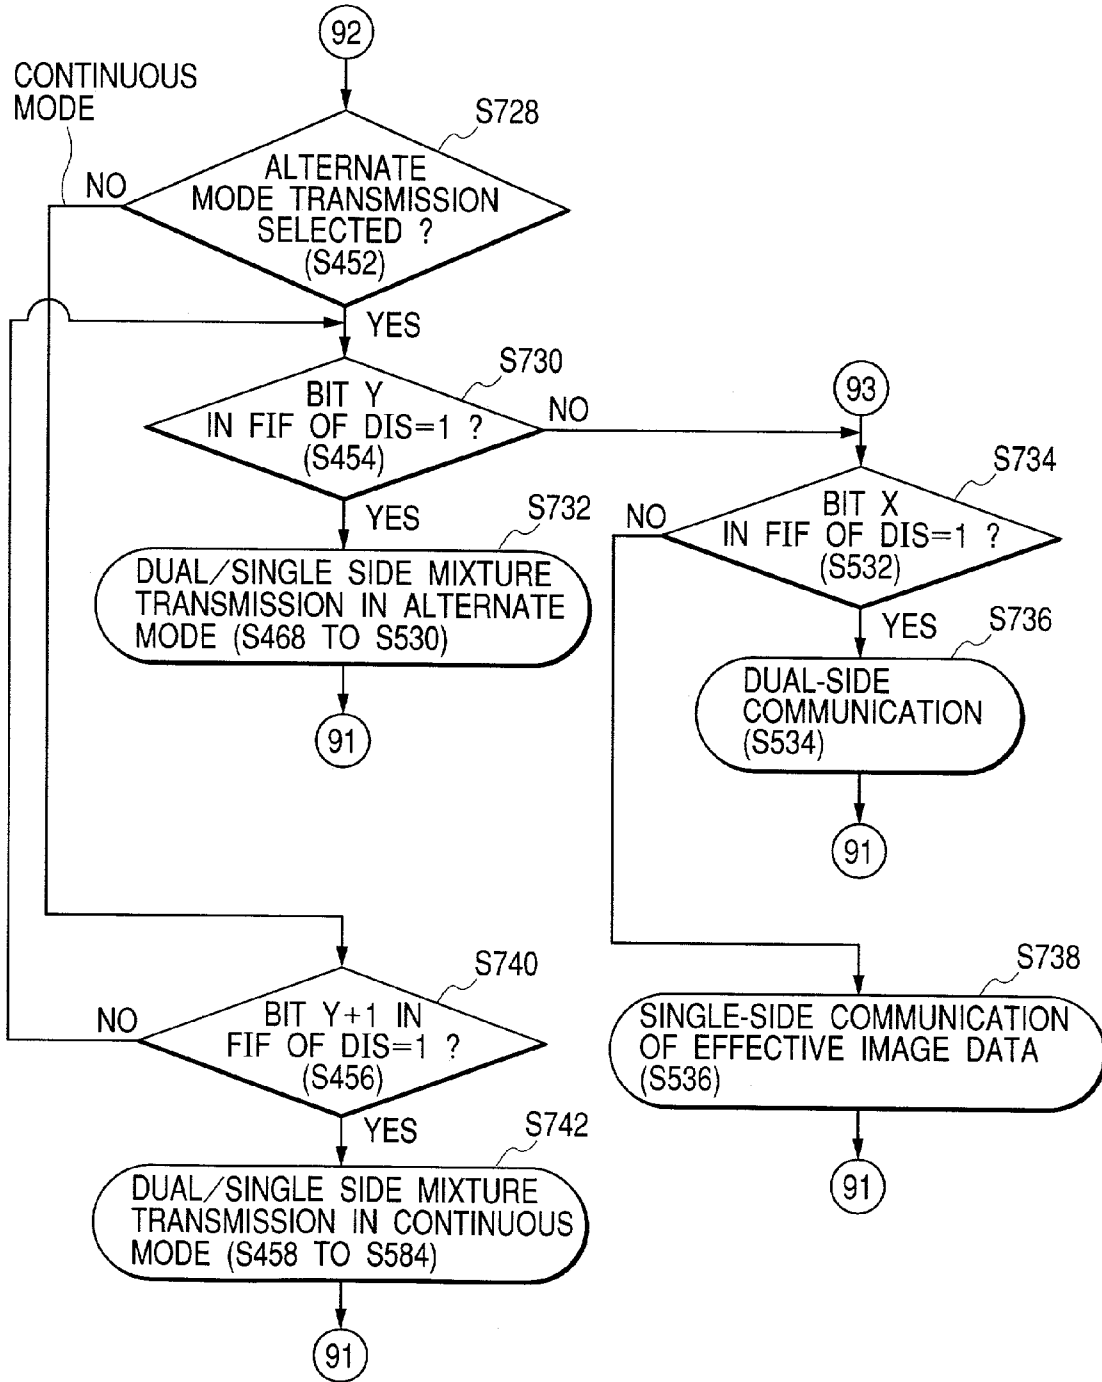 92
CONTINUOUS
MODE
S728
NO
ALTERNATE
MODE TRANSMISSION
SELECTED ?
(S452)
YES
S730
BIT Y
IN FIF OF DIS=1 ?
(S454)
NO
93
S734
YES
S732
NO
BIT X
IN FIF OF DIS=1 ?
(S532)
DUAL/SINGLE SIDE MIXTURE
TRANSMISSION IN ALTERNATE
MODE (S468 TO S530)
YES
S736
DUAL-SIDE
COMMUNICATION
(S534)
91
91
S740
NO
BIT Y+1 IN
FIF OF DIS=1 ?
(S456)
S738
SINGLE-SIDE COMMUNICATION
OF EFFECTIVE IMAGE DATA
(S536)
YES
S742
91
DUAL/SINGLE SIDE MIXTURE
TRANSMISSION IN CONTINUOUS
MODE (S458 TO S584)
91